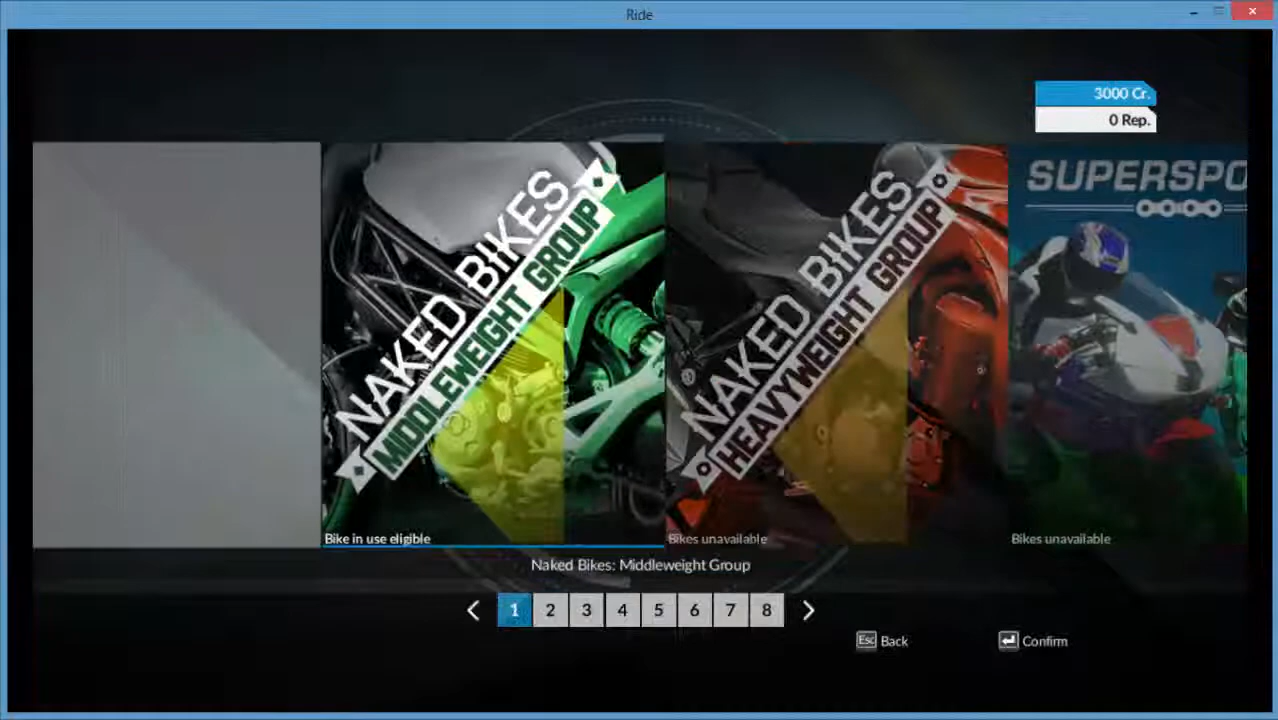 Ride
3000 Cr.
0 Rep.
NAKED BIKES
MIDDLEWEIGHT GROUP
Bike in use eligible
NAKED BIKES
HEAVYWEIGHT GROUP
Bikes unavailable
SUPERSPO
Bikes unavailable
Naked Bikes: Middleweight Group
1 2 3 4 5 6 7 8
Esc Back
Confirm